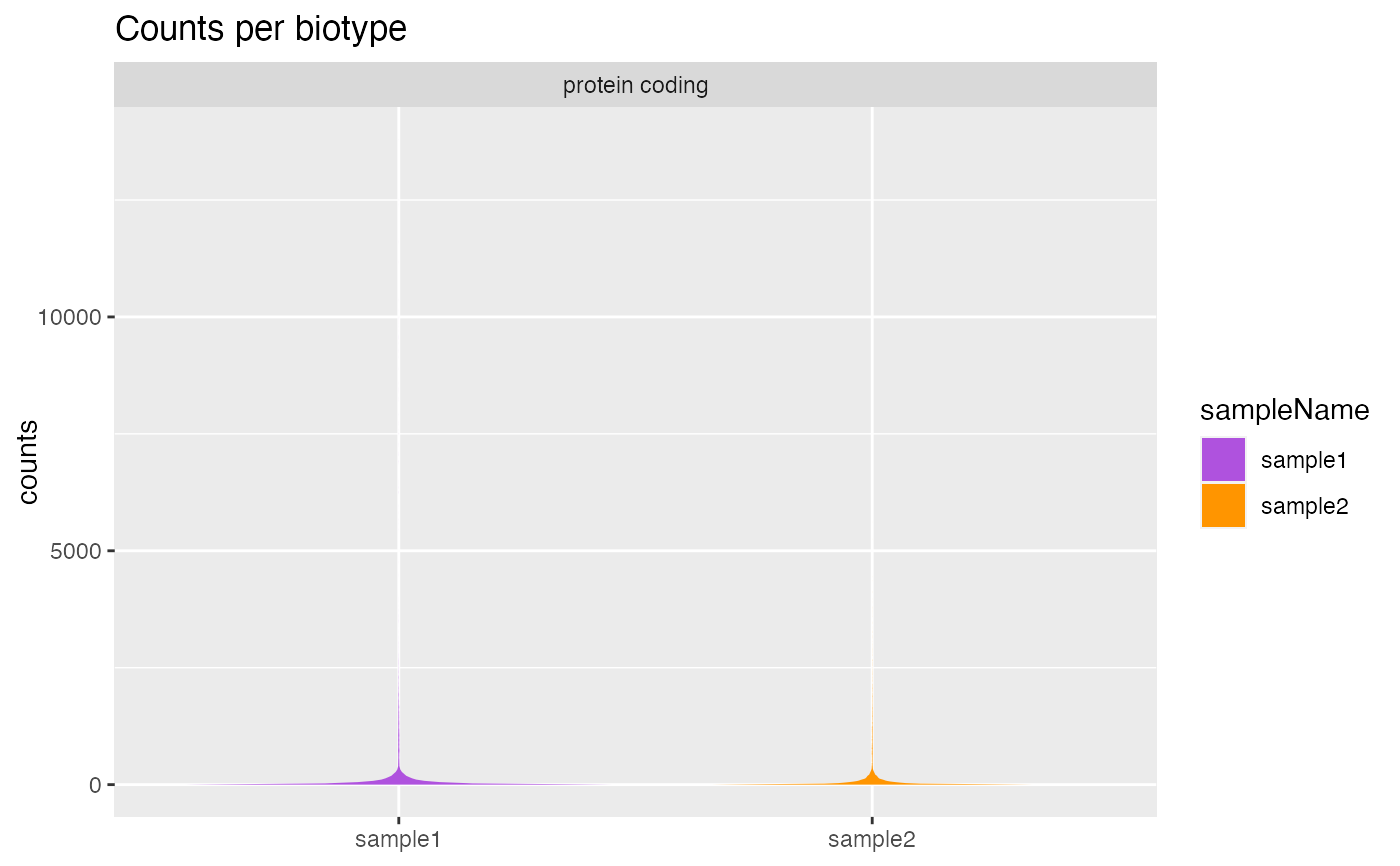 Counts per biotype
protein coding
10000
5000
0
counts
sample1
sample2
sampleName
sample1
sample2